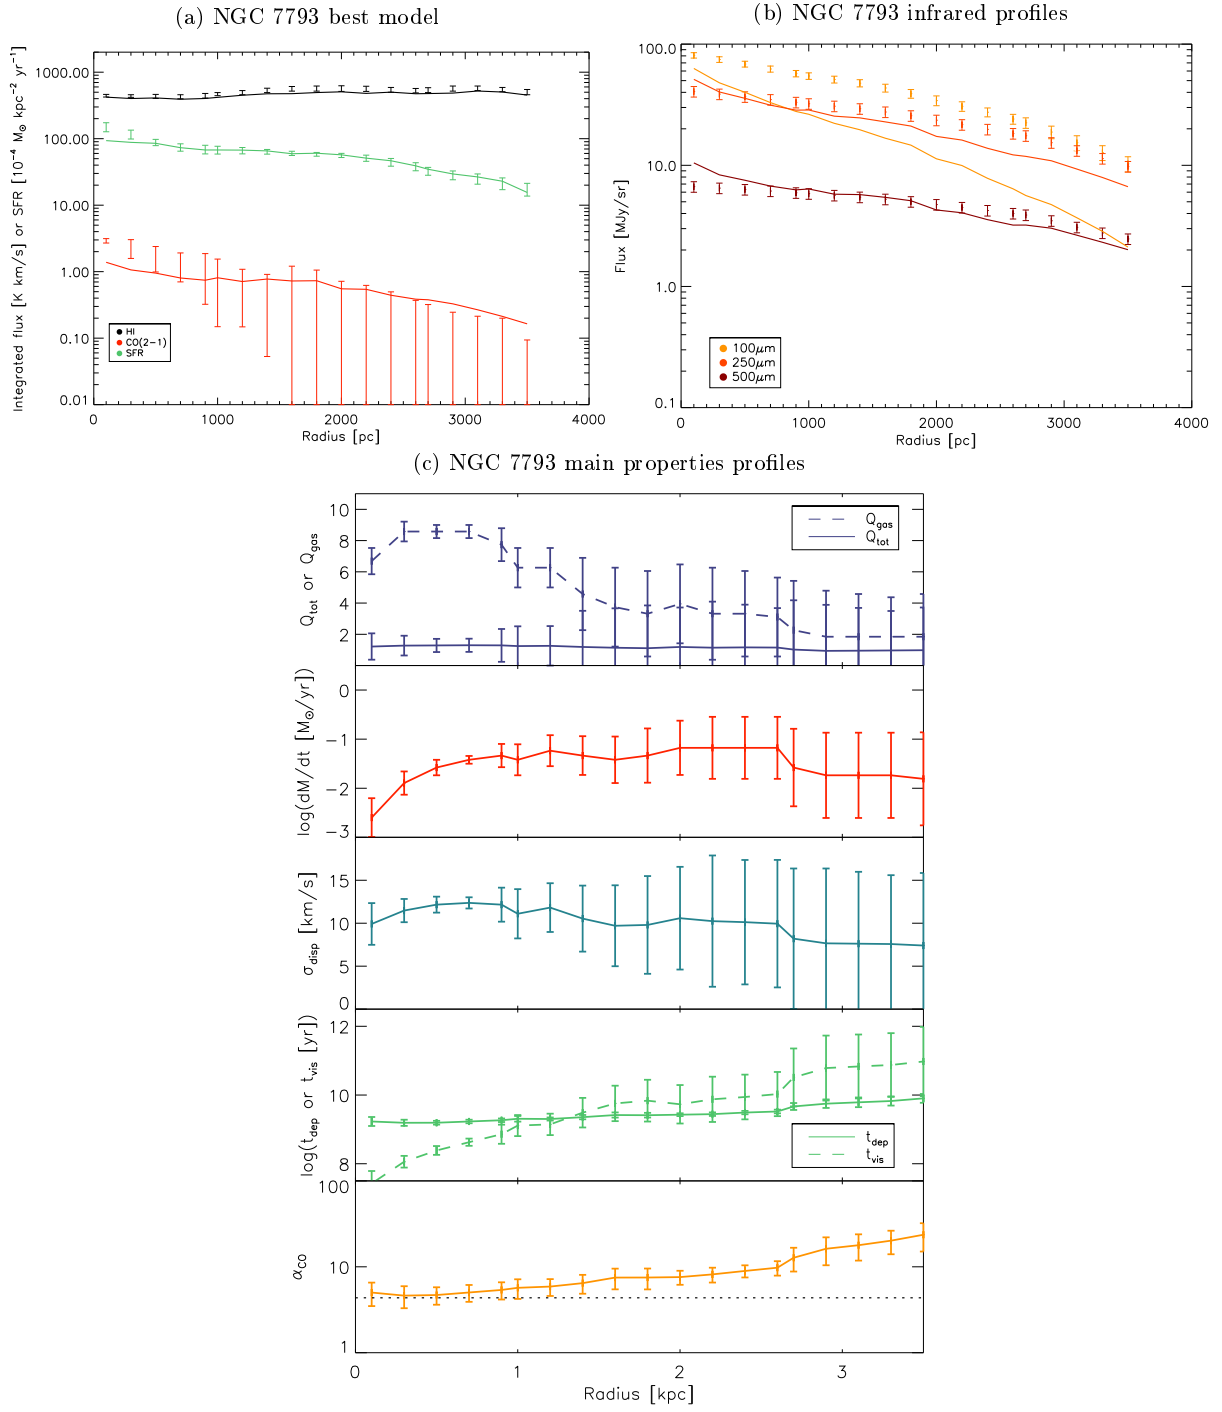 (a) NGC 7793 best model
Integrated flux [K km/s] or SFR [10⁻⁴ M⊙ kpc⁻² yr⁻¹]
1000.00
100.00
10.00
1.00
0.10
0.01
HI
CO(2−1)
SFR
0 1000 2000 3000 4000
Radius [pc]
(b) NGC 7793 infrared profiles
Flux [MJy/sr]
100.0
10.0
1.0
0.1
100μm
250μm
500μm
0 1000 2000 3000 4000
Radius [pc]
(c) NGC 7793 main properties profiles
Q_tot or Q_gas
10
8
6
4
2
Q_gas
Q_tot
log(dM/dt [M⊙/yr])
0
−1
−2
−3
σ_disp [km/s]
15
10
5
0
log(t_dep or t_vis [yr])
12
10
8
t_dep
t_vis
α_CO
100
10
1
0 1 2 3
Radius [kpc]